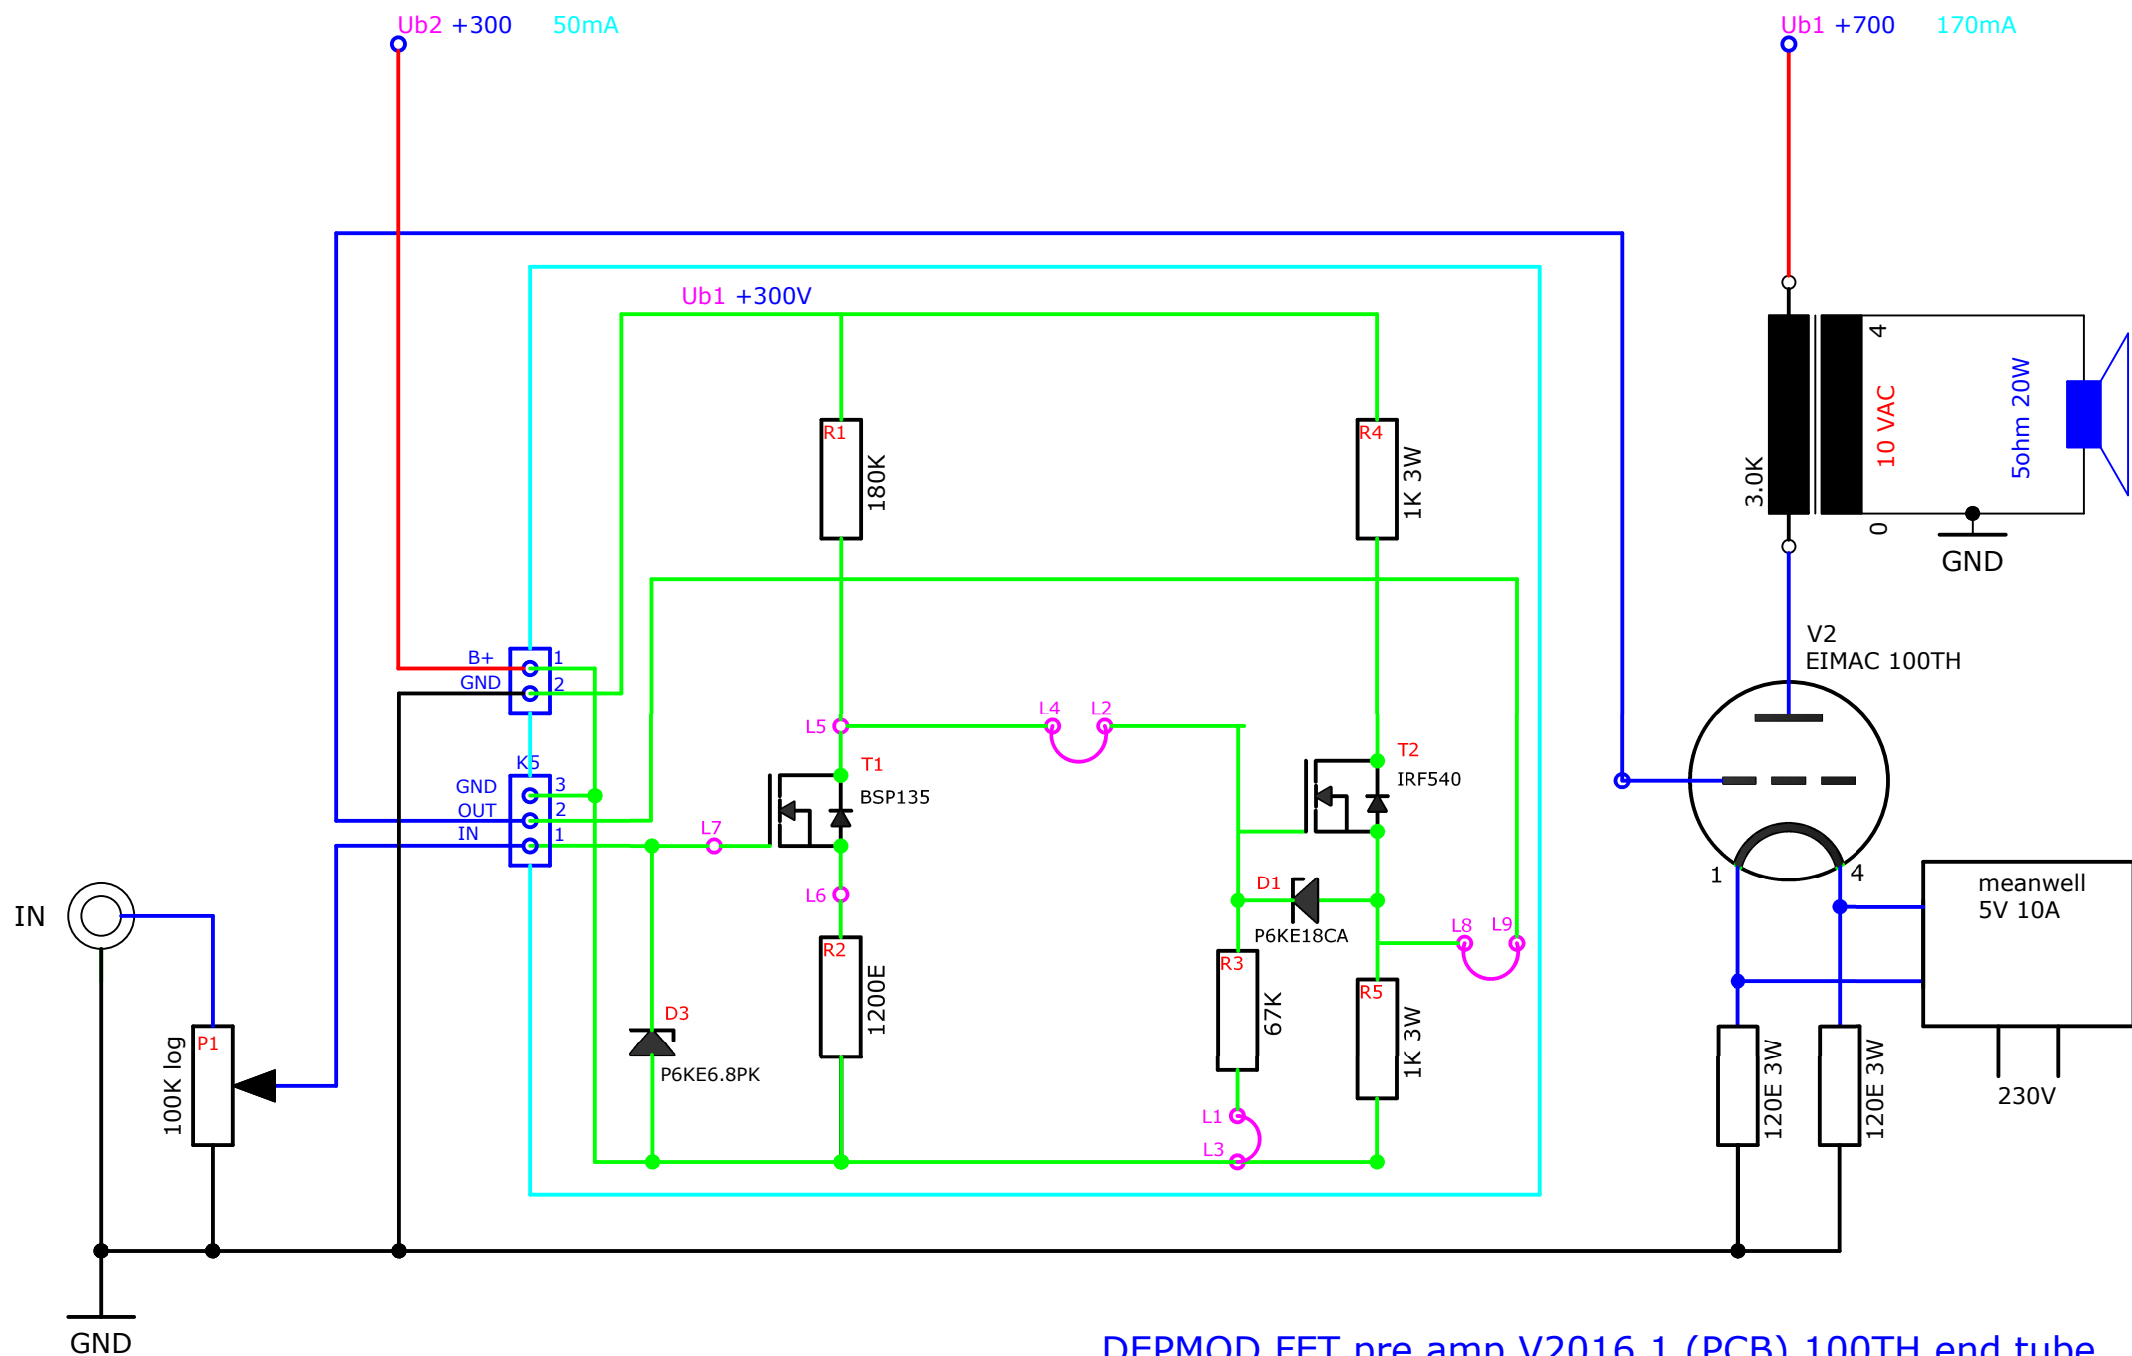 Ub2 +300 50mA
Ub1 +700 170mA
Ub1 +300V
R1
180K
R4
1K 3W
3.0K
4
10 VAC
0
5ohm 20W
GND
V2
EIMAC 100TH
B+ 1
GND 2
K5
GND 3
OUT 2
IN 1
L5
L4 L2
T1
BSP135
T2
IRF540
L7
L6
D1
P6KE18CA
L8 L9
1 4
meanwell
5V 10A
230V
IN
P1
100K log
R2
1200E
R3
67K
R5
1K 3W
D3
P6KE6.8PK
L1
L3
120E 3W
120E 3W
GND
DEPMOD FET pre amp V2016.1 (PCB) 100TH end tube